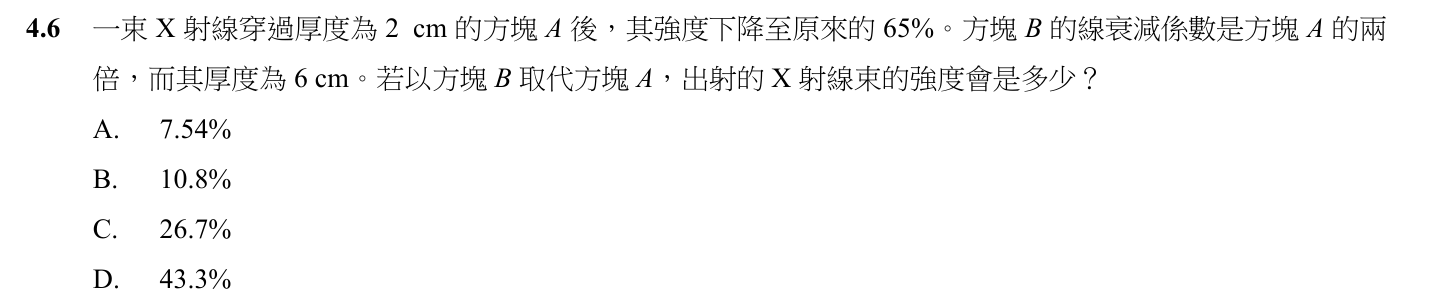 4.6 一束 X 射線穿過厚度為 2 cm 的方塊 A 後，其強度下降至原來的 65%。方塊 B 的線衰減係數是方塊 A 的兩
倍，而其厚度為 6 cm。若以方塊 B 取代方塊 A，出射的 X 射線束的強度會是多少？
A. 7.54%
B. 10.8%
C. 26.7%
D. 43.3%